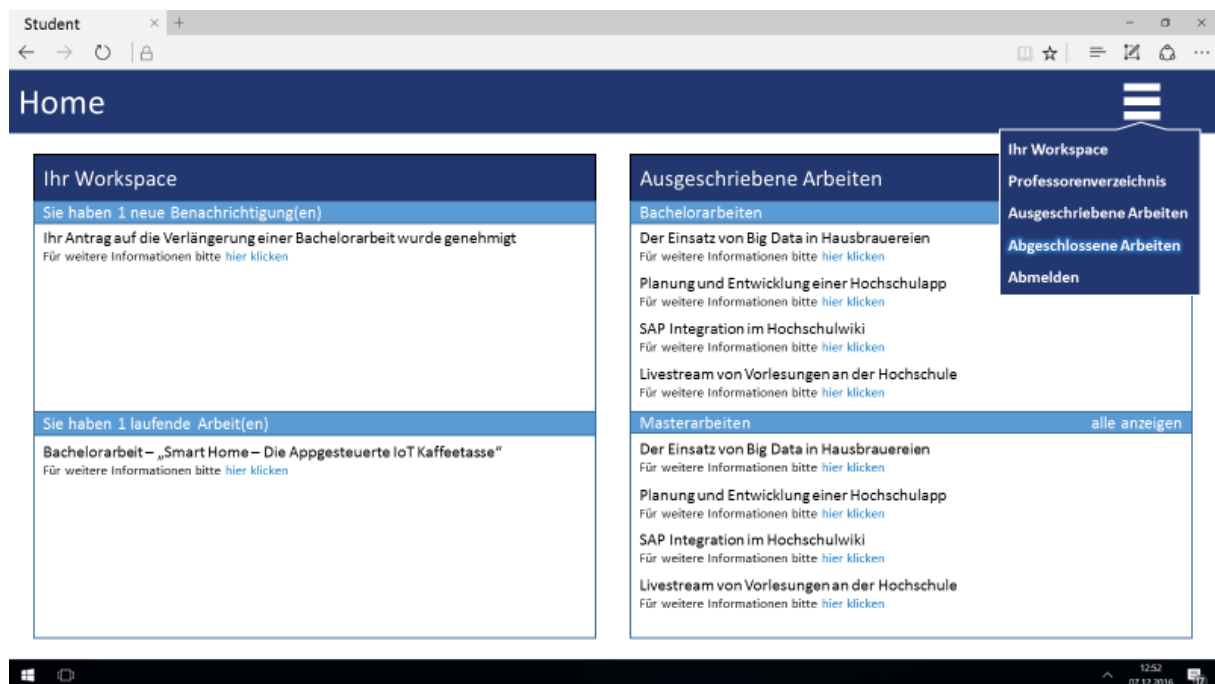 Student
Home
Ihr Workspace
Professorenverzeichnis
Ausgeschriebene Arbeiten
Abgeschlossene Arbeiten
Abmelden
Ihr Workspace
Sie haben 1 neue Benachrichtigung(en)
Ihr Antrag auf die Verlängerung einer Bachelorarbeit wurde genehmigt
Für weitere Informationen bitte hier klicken
Sie haben 1 laufende Arbeit(en)
Bachelorarbeit – „Smart Home – Die Appgesteuerte IoT Kaffeetasse“
Für weitere Informationen bitte hier klicken
Ausgeschriebene Arbeiten
Bachelorarbeiten
Der Einsatz von Big Data in Hausbrauereien
Für weitere Informationen bitte hier klicken
Planung und Entwicklung einer Hochschulapp
Für weitere Informationen bitte hier klicken
SAP Integration im Hochschulwiki
Für weitere Informationen bitte hier klicken
Livestream von Vorlesungen an der Hochschule
Für weitere Informationen bitte hier klicken
Masterarbeiten alle anzeigen
Der Einsatz von Big Data in Hausbrauereien
Für weitere Informationen bitte hier klicken
Planung und Entwicklung einer Hochschulapp
Für weitere Informationen bitte hier klicken
SAP Integration im Hochschulwiki
Für weitere Informationen bitte hier klicken
Livestream von Vorlesungen an der Hochschule
Für weitere Informationen bitte hier klicken
12:52
07.12.2016
17